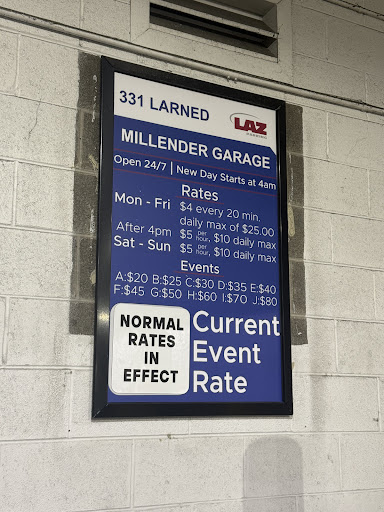 331 LARNED
LAZ
PARKING
MILLENDER GARAGE
Open 24/7 | New Day Starts at 4am
Rates
Mon - Fri $4 every 20 min.
daily max of $25.00
After 4pm $5 per hour, $10 daily max
Sat - Sun $5 per hour, $10 daily max
Events
A:$20 B:$25 C:$30 D:$35 E:$40
F:$45 G:$50 H:$60 I:$70 J:$80
NORMAL
RATES
IN
EFFECT
Current
Event
Rate